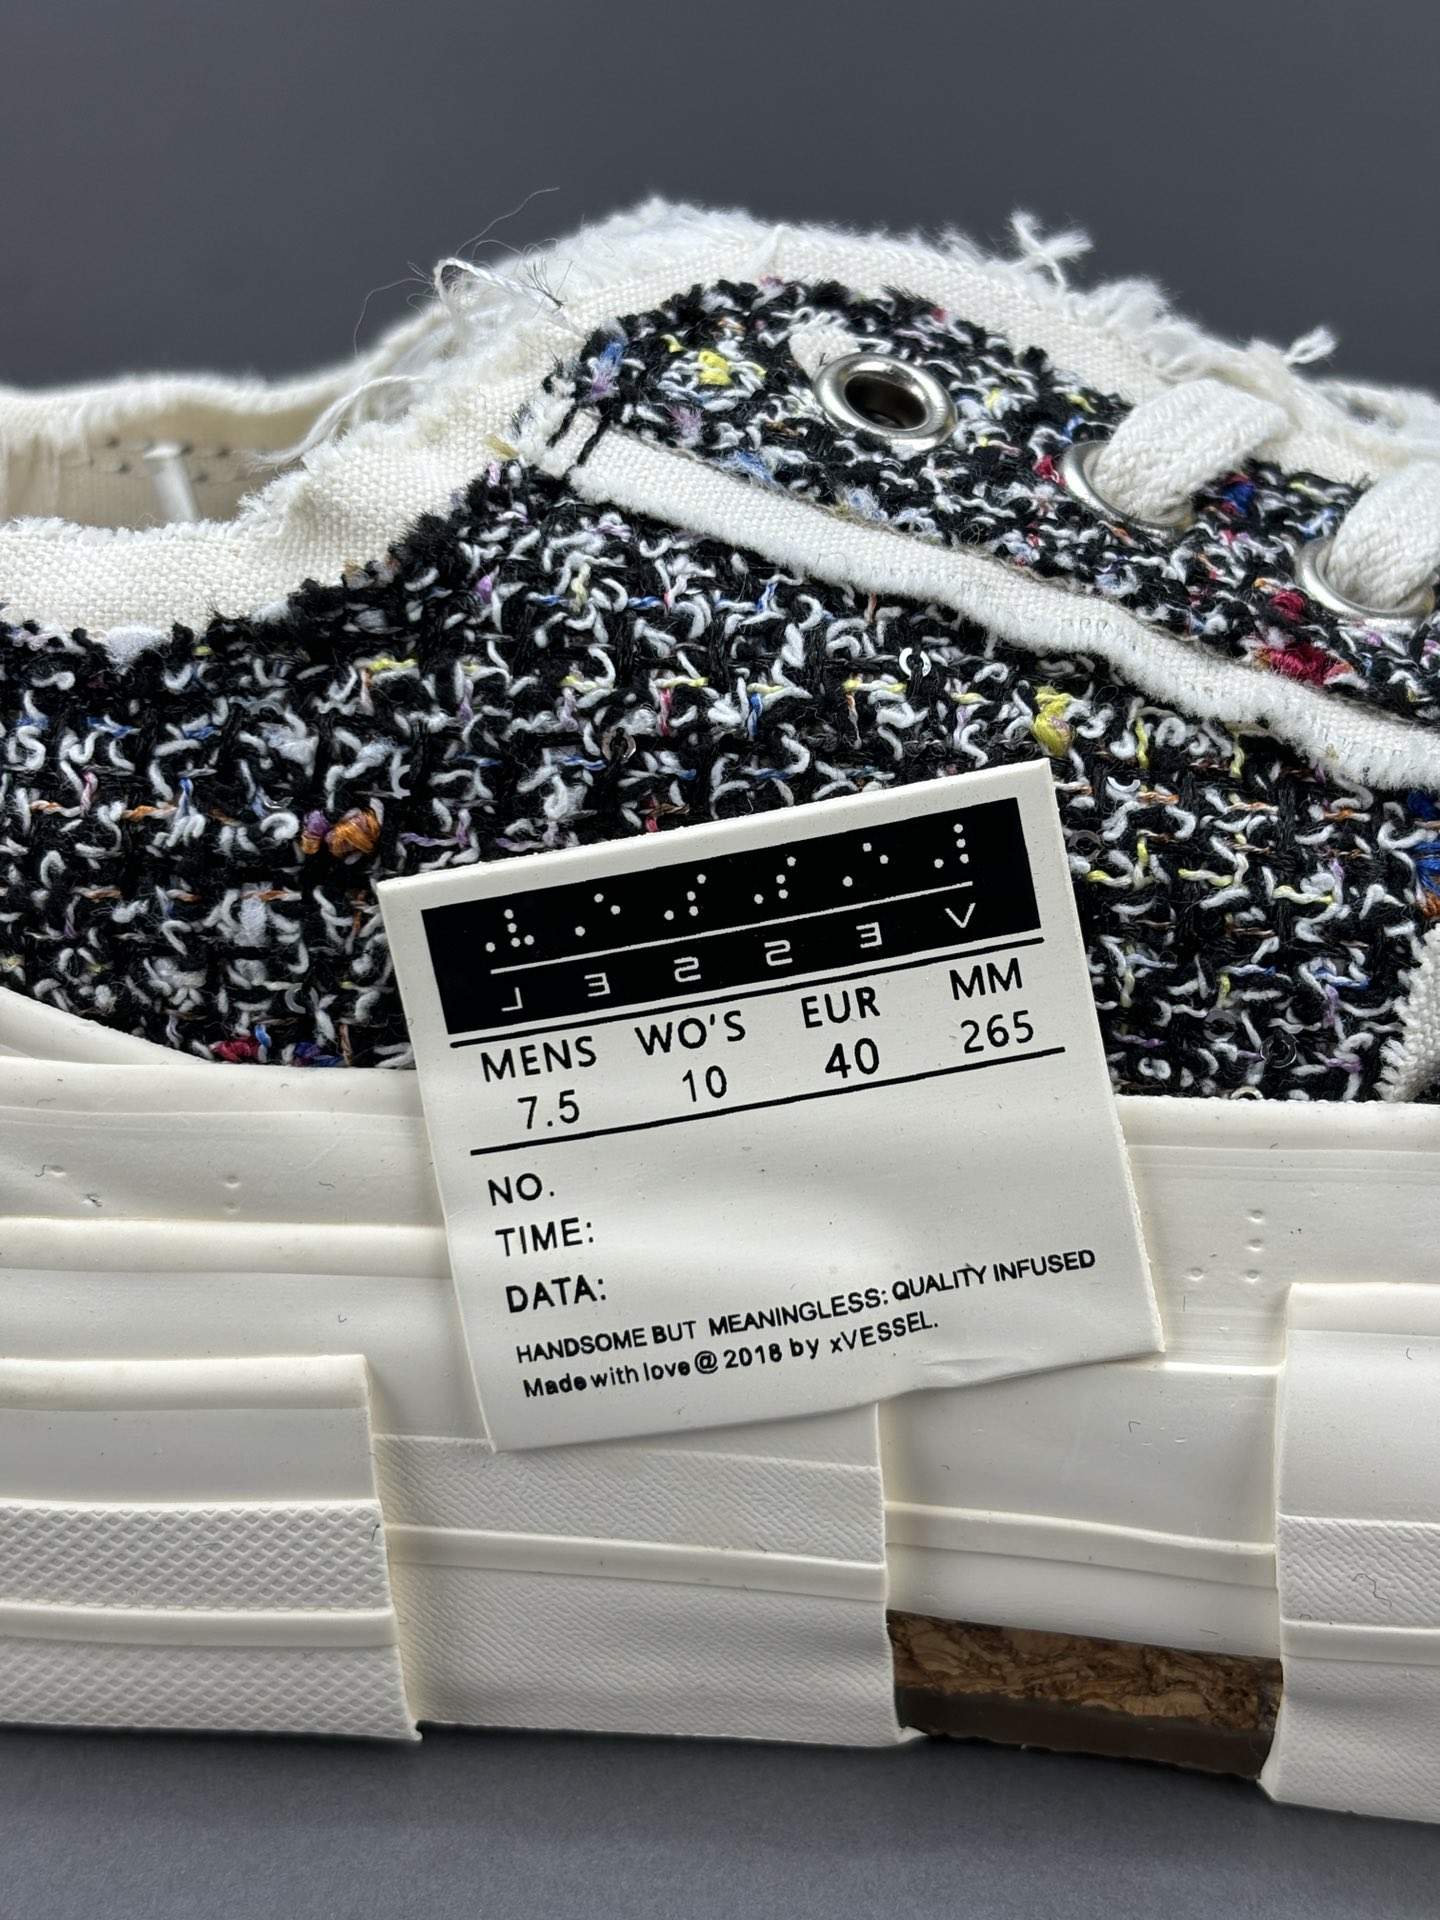 VESSEL
MENS WO'S EUR MM
7.5 10 40 265
NO.
TIME:
DATA:
HANDSOME BUT MEANINGLESS: QUALITY INFUSED
Made with love@2018 by xVESSEL.